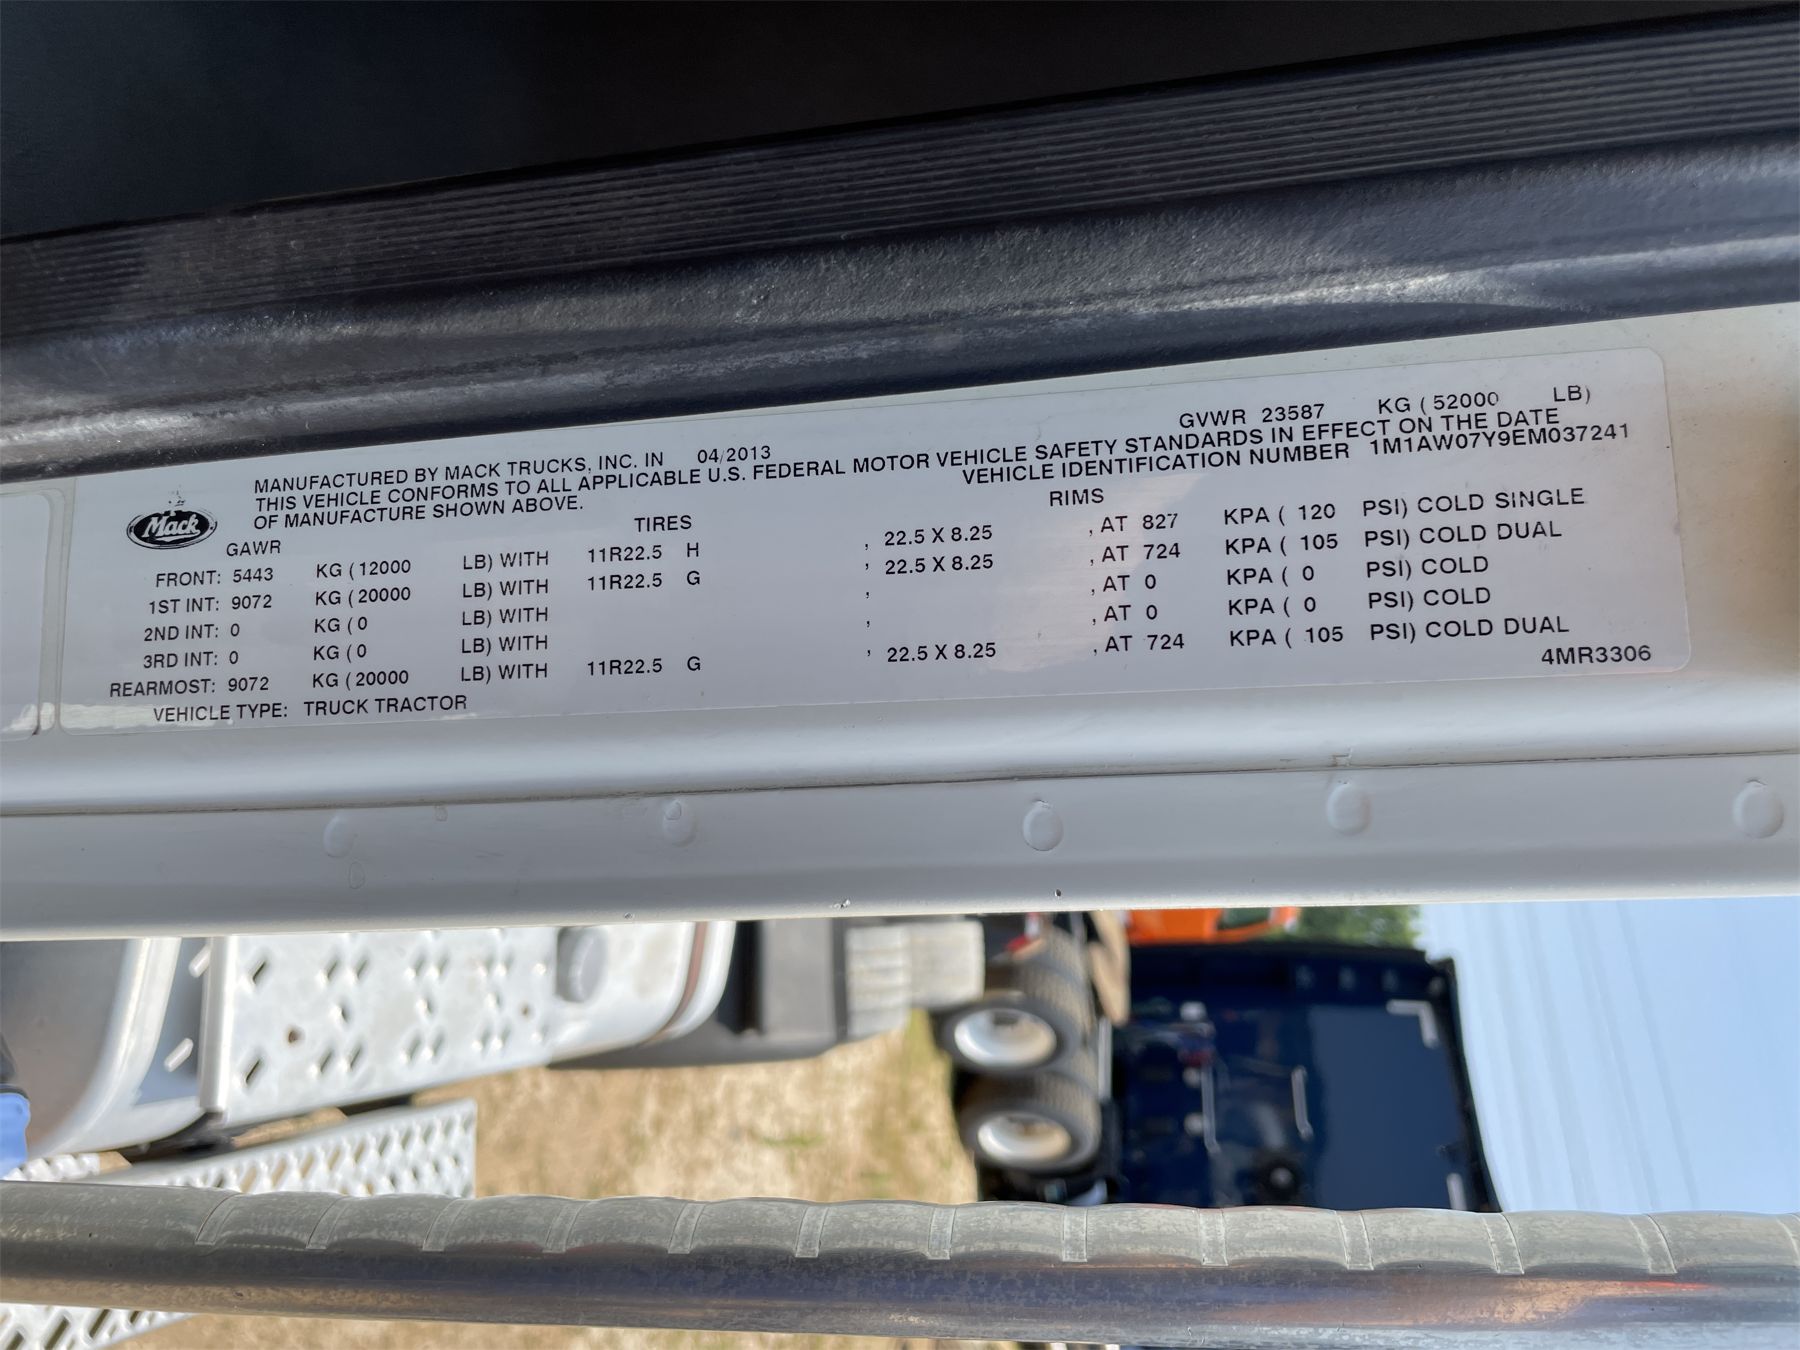 Mack
MANUFACTURED BY MACK TRUCKS, INC. IN 04/2013 GVWR 23587 KG ( 52000 LB)
THIS VEHICLE CONFORMS TO ALL APPLICABLE U.S. FEDERAL MOTOR VEHICLE SAFETY STANDARDS IN EFFECT ON THE DATE
OF MANUFACTURE SHOWN ABOVE. VEHICLE IDENTIFICATION NUMBER 1M1AW07Y9EM037241
GAWR TIRES RIMS
FRONT: 5443 KG ( 12000 LB) WITH 11R22.5 H , 22.5 X 8.25 , AT 827 KPA ( 120 PSI) COLD SINGLE
1ST INT: 9072 KG ( 20000 LB) WITH 11R22.5 G , 22.5 X 8.25 , AT 724 KPA ( 105 PSI) COLD DUAL
2ND INT: 0 KG ( 0 LB) WITH , , AT 0 KPA ( 0 PSI) COLD
3RD INT: 0 KG ( 0 LB) WITH , , AT 0 KPA ( 0 PSI) COLD
REARMOST: 9072 KG ( 20000 LB) WITH 11R22.5 G , 22.5 X 8.25 , AT 724 KPA ( 105 PSI) COLD DUAL
VEHICLE TYPE: TRUCK TRACTOR 4MR3306